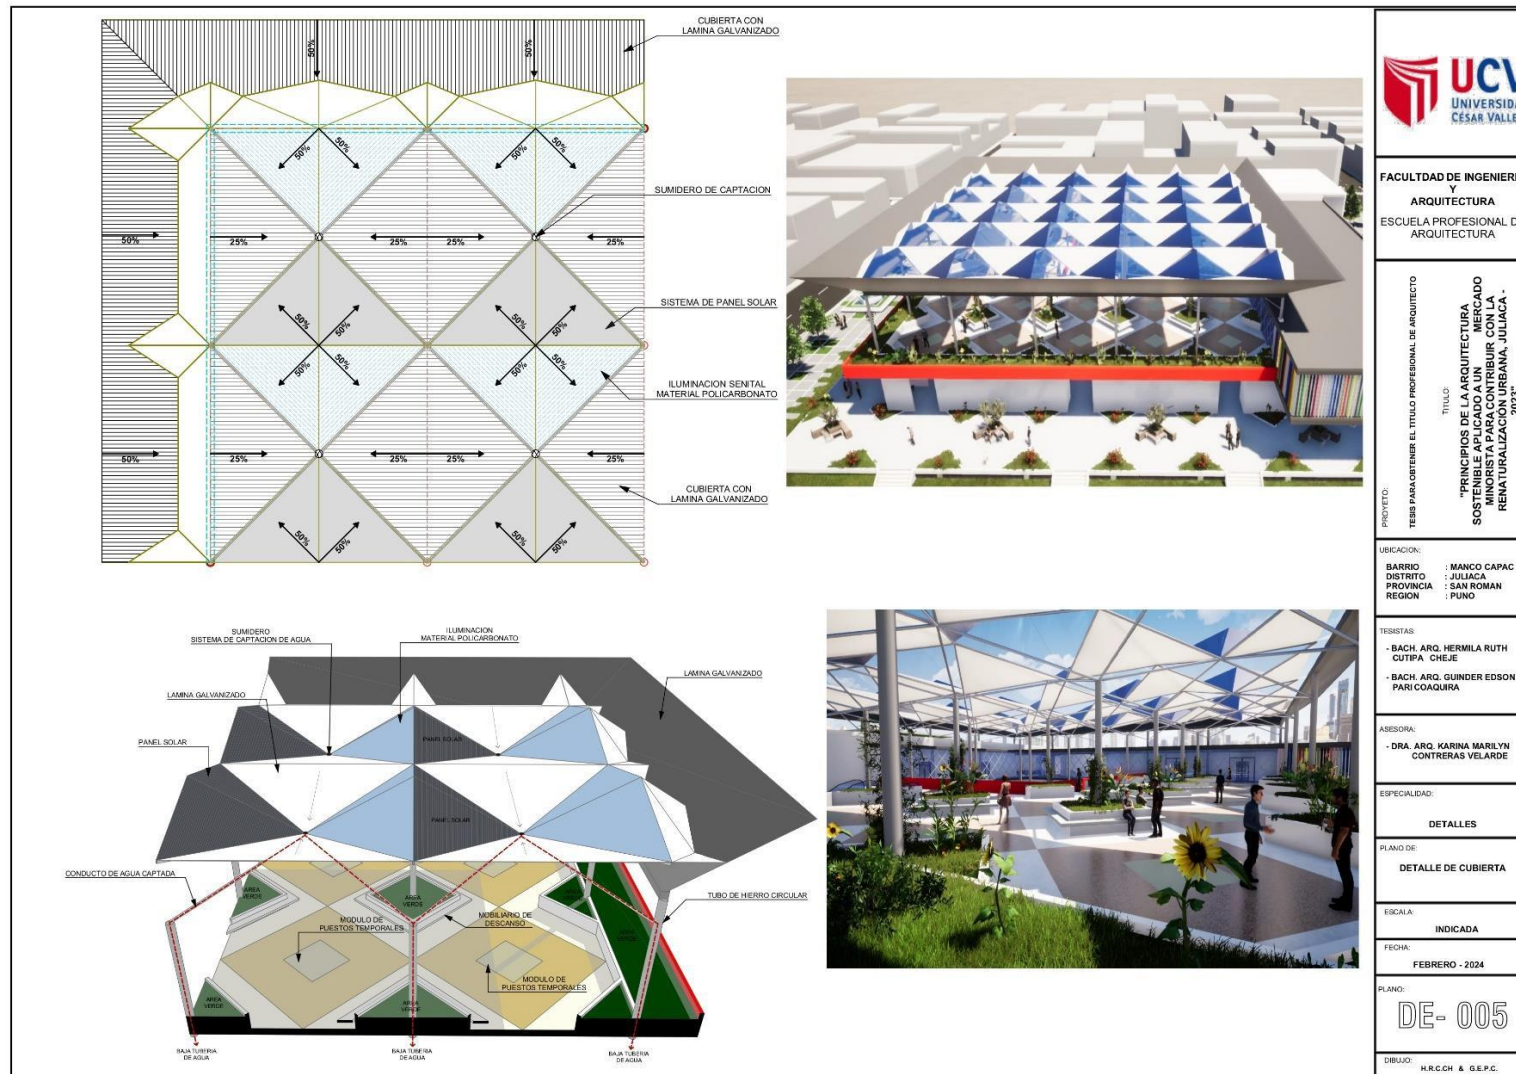 CUBIERTA CON
LAMINA GALVANIZADO
50%
50%
50%
50%
50%
50%
SUMIDERO DE CAPTACION
50%
25%
25%
25%
25%
SISTEMA DE PANEL SOLAR
50%
50%
50%
50%
50%
50%
50%
50%
ILUMINACION SENITAL
MATERIAL POLICARBONATO
50%
25%
25%
25%
25%
CUBIERTA CON
LAMINA GALVANIZADO
50%
50%
50%
50%
SUMIDERO
SISTEMA DE CAPTACION DE AGUA
ILUMINACION
MATERIAL POLICARBONATO
LAMINA GALVANIZADO
LAMINA GALVANIZADO
PANEL SOLAR
PANEL SOLAR
PANEL SOLAR
CONDUCTO DE AGUA CAPTADA
TUBO DE HIERRO CIRCULAR
AREA
VERDE
AREA
VERDE
MOBILIARIO DE
DESCANSO
MODULO DE
PUESTOS TEMPORALES
AREA
VERDE
MODULO DE
PUESTOS TEMPORALES
AREA
VERDE
AREA
VERDE
BAJA TUBERIA
DE AGUA
BAJA TUBERIA
DE AGUA
BAJA TUBERIA
DE AGUA
UCV
UNIVERSIDA
CÉSAR VALLE
FACULTDAD DE INGENIERI
Y
ARQUITECTURA
ESCUELA PROFESIONAL D
ARQUITECTURA
PROYETO:
TESIS PARA OBTENER EL TITULO PROFESIONAL DE ARQUITECTO
TITULO:
"PRINCIPIOS DE LA ARQUITECTURA
SOSTENIBLE APLICADO A UN MERCADO
MINORISTA PARA CONTRIBUIR CON LA
RENATURALIZACIÓN URBANA, JULIACA -
2023"
UBICACION:
BARRIO : MANCO CAPAC
DISTRITO : JULIACA
PROVINCIA : SAN ROMAN
REGION : PUNO
TESISTAS:
- BACH. ARQ. HERMILA RUTH
CUTIPA CHEJE
- BACH. ARQ. GUINDER EDSON
PARI COAQUIRA
ASESORA:
- DRA. ARQ. KARINA MARILYN
CONTRERAS VELARDE
ESPECIALIDAD:
DETALLES
PLANO DE:
DETALLE DE CUBIERTA
ESCALA:
INDICADA
FECHA:
FEBRERO - 2024
PLANO:
DE- 005
DIBUJO:
H.R.C.CH & G.E.P.C.